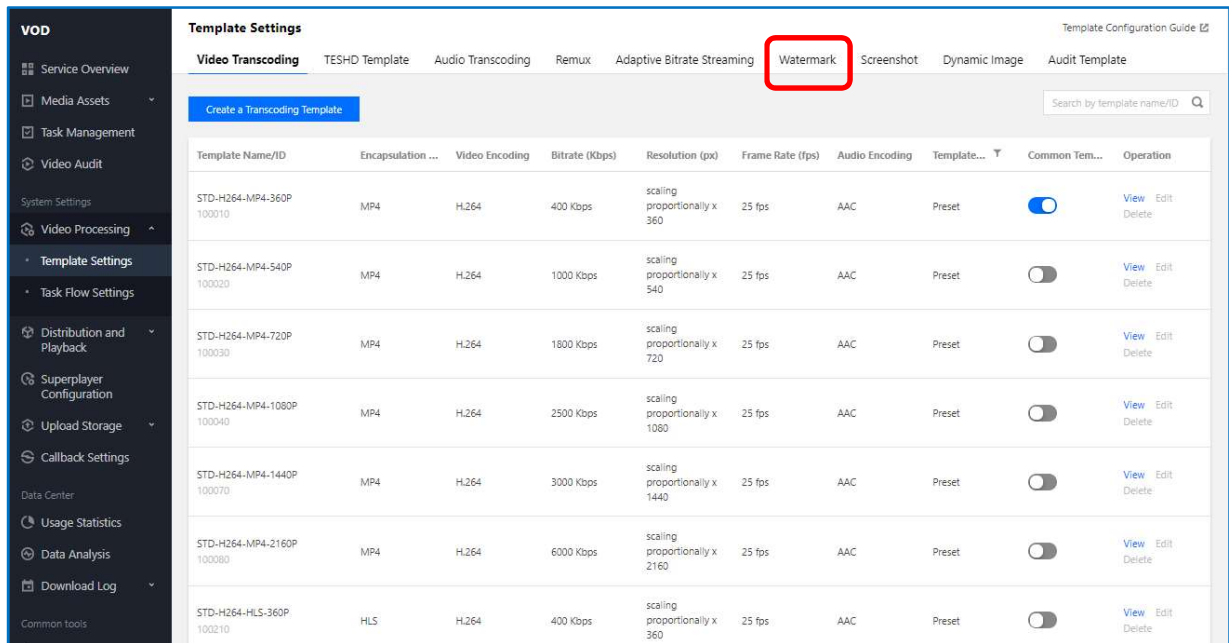 VOD
Service Overview
Media Assets
Task Management
Video Audit
System Settings
Video Processing
Template Settings
Task Flow Settings
Distribution and
Playback
Superplayer
Configuration
Upload Storage
Callback Settings
Data Center
Usage Statistics
Data Analysis
Download Log
Common tools
Template Settings
Template Configuration Guide
Video Transcoding TESHD Template Audio Transcoding Remux Adaptive Bitrate Streaming Watermark Screenshot Dynamic Image Audit Template
Create a Transcoding Template
Search by template name/ID
Template Name/ID Encapsulation ... Video Encoding Bitrate (Kbps) Resolution (px) Frame Rate (fps) Audio Encoding Template... Common Tem... Operation
STD-H264-MP4-360P
100010
MP4 H.264 400 Kbps
scaling
proportionally x
360
25 fps AAC Preset
View Edit
Delete
STD-H264-MP4-540P
100020
MP4 H.264 1000 Kbps
scaling
proportionally x
540
25 fps AAC Preset
View Edit
Delete
STD-H264-MP4-720P
100030
MP4 H.264 1800 Kbps
scaling
proportionally x
720
25 fps AAC Preset
View Edit
Delete
STD-H264-MP4-1080P
100040
MP4 H.264 2500 Kbps
scaling
proportionally x
1080
25 fps AAC Preset
View Edit
Delete
STD-H264-MP4-1440P
100070
MP4 H.264 3000 Kbps
scaling
proportionally x
1440
25 fps AAC Preset
View Edit
Delete
STD-H264-MP4-2160P
100080
MP4 H.264 6000 Kbps
scaling
proportionally x
2160
25 fps AAC Preset
View Edit
Delete
STD-H264-HLS-360P
100210
HLS H.264 400 Kbps
scaling
proportionally x
360
25 fps AAC Preset
View Edit
Delete